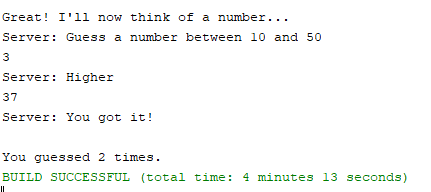 Great! I'll now think of a number...
Server: Guess a number between 10 and 50
3
Server: Higher
37
Server: You got it!
You guessed 2 times.
BUILD SUCCESSFUL (total time: 4 minutes 13 seconds)